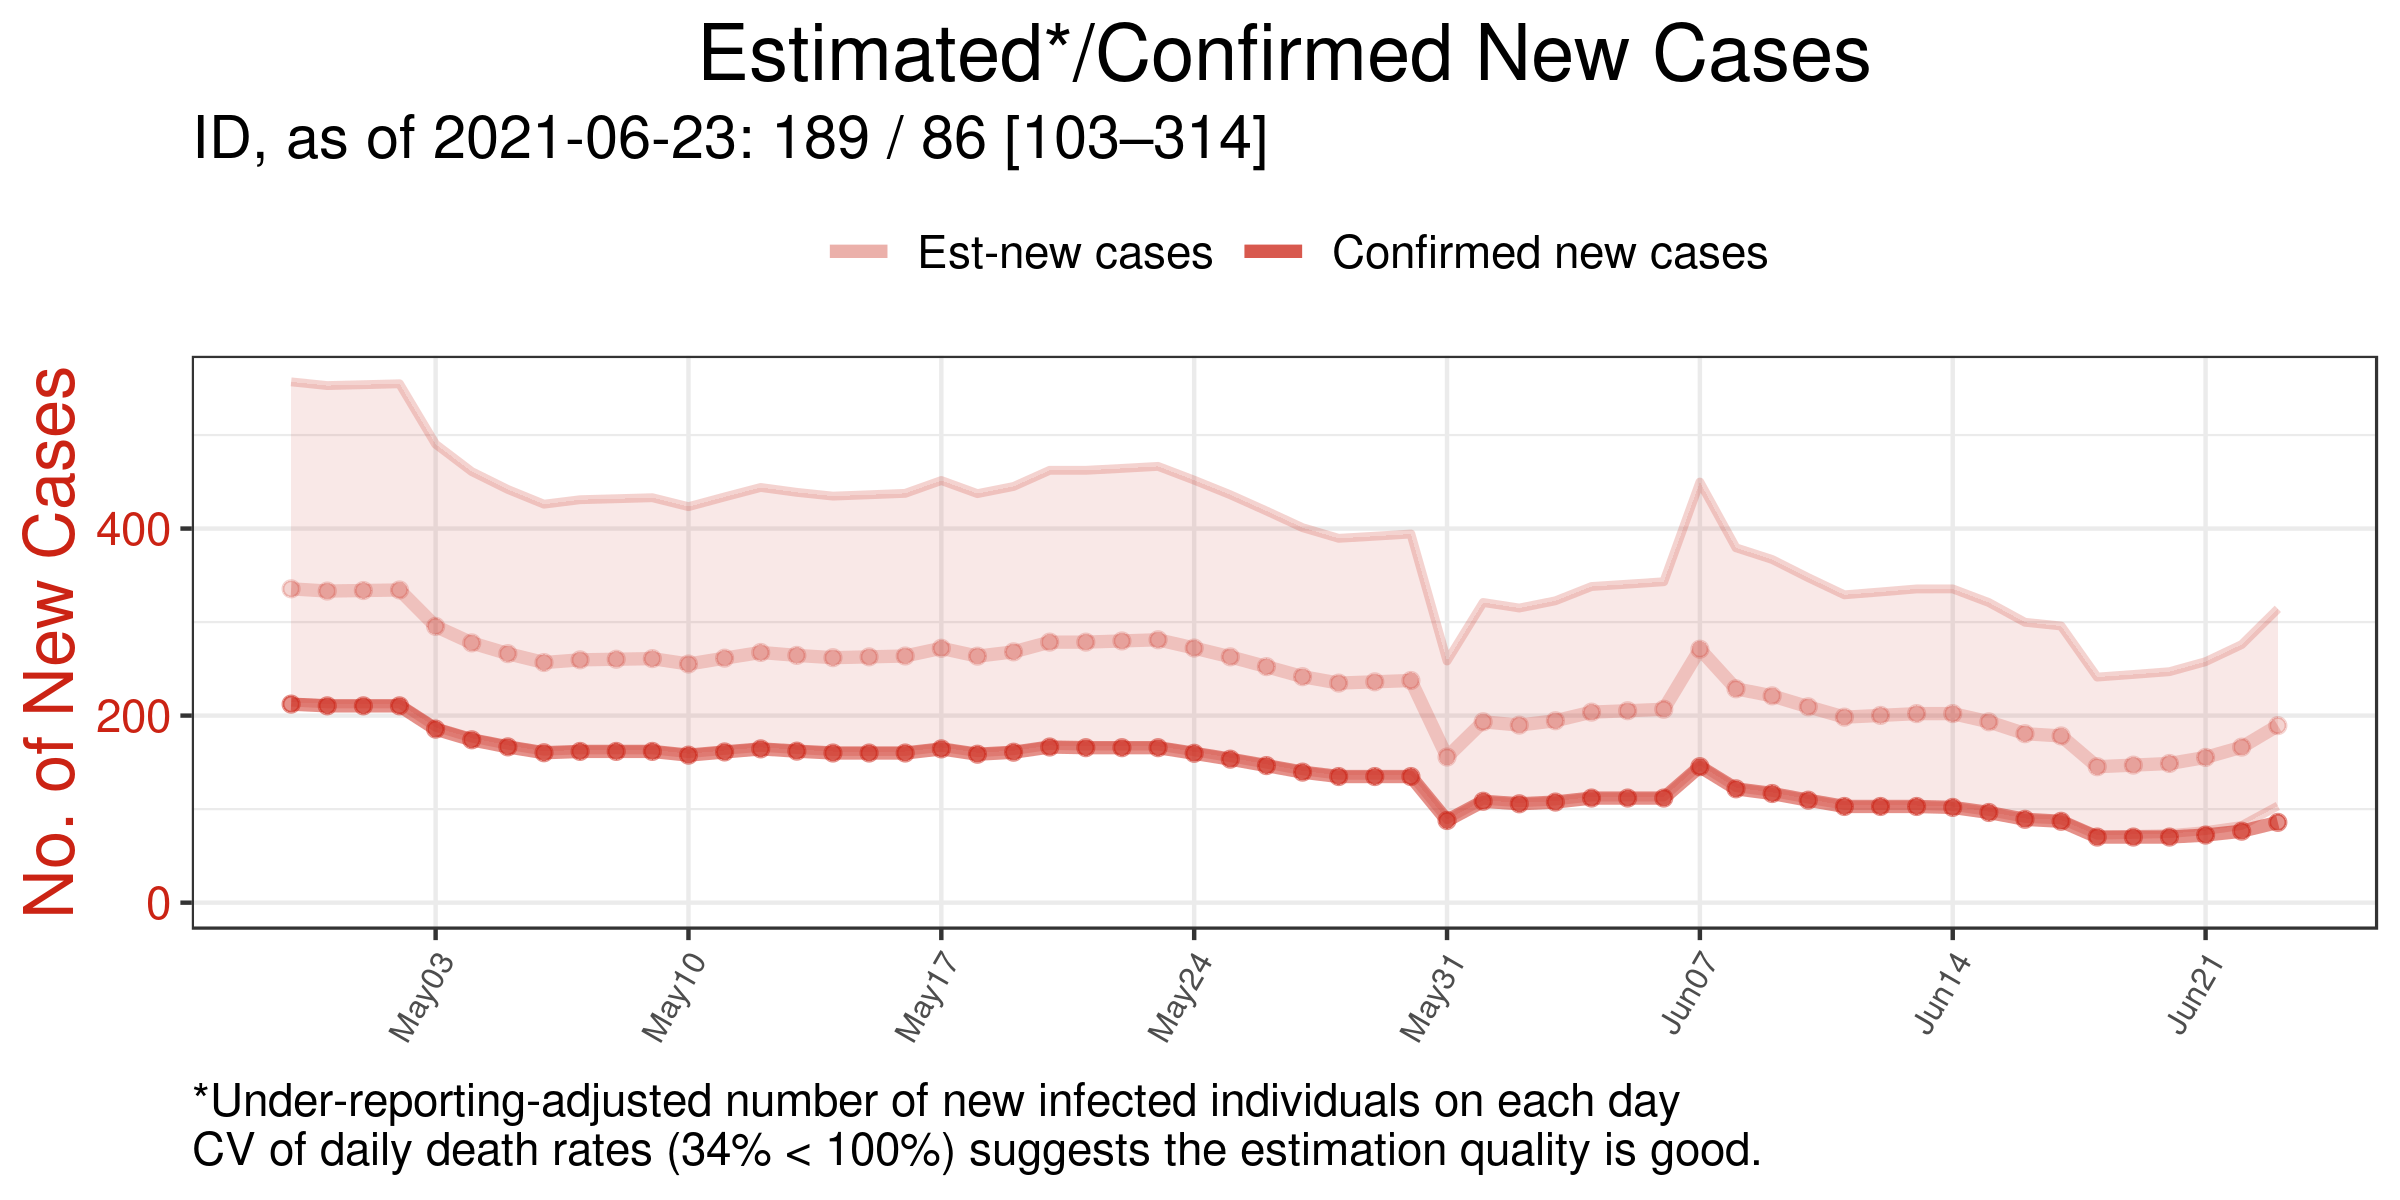 Estimated*/Confirmed New Cases
ID, as of 2021-06-23: 189 / 86 [103–314]
Est-new cases Confirmed new cases
No. of New Cases
400
200
0
May03 May10 May17 May24 May31 Jun07 Jun14 Jun21
*Under-reporting-adjusted number of new infected individuals on each day
CV of daily death rates (34% < 100%) suggests the estimation quality is good.